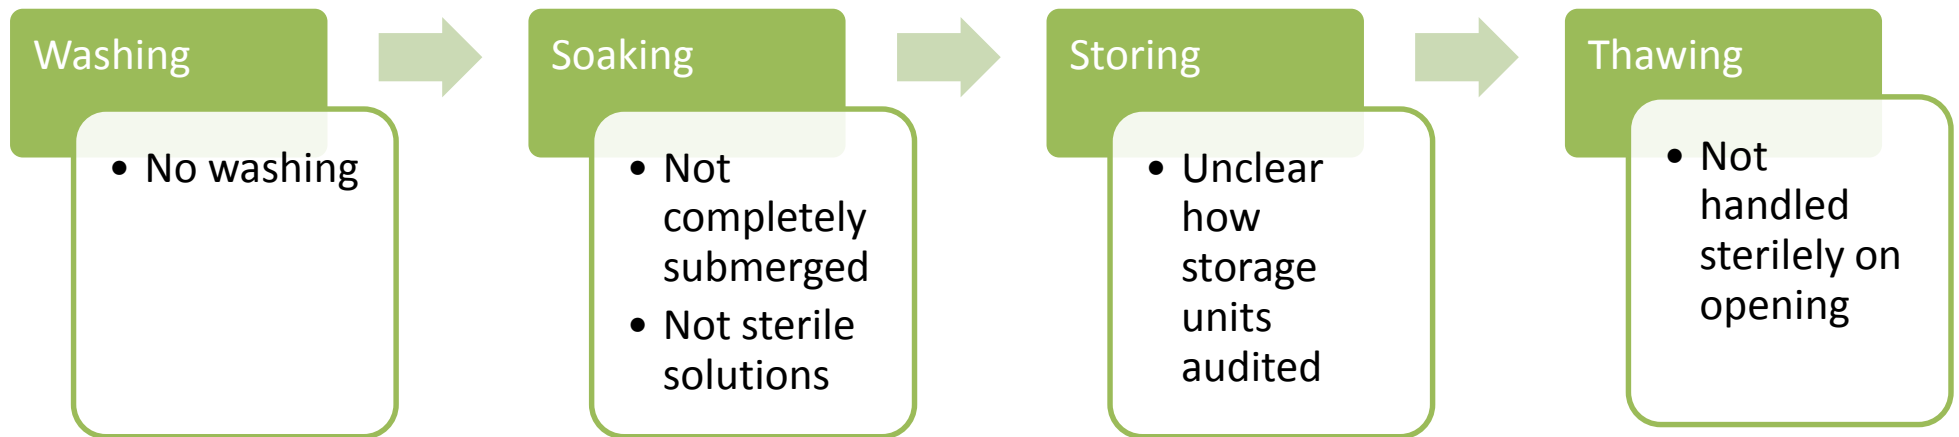 Washing
• No washing
Soaking
• Not
completely
submerged
• Not sterile
solutions
Storing
• Unclear
how
storage
units
audited
Thawing
• Not
handled
sterilely on
opening